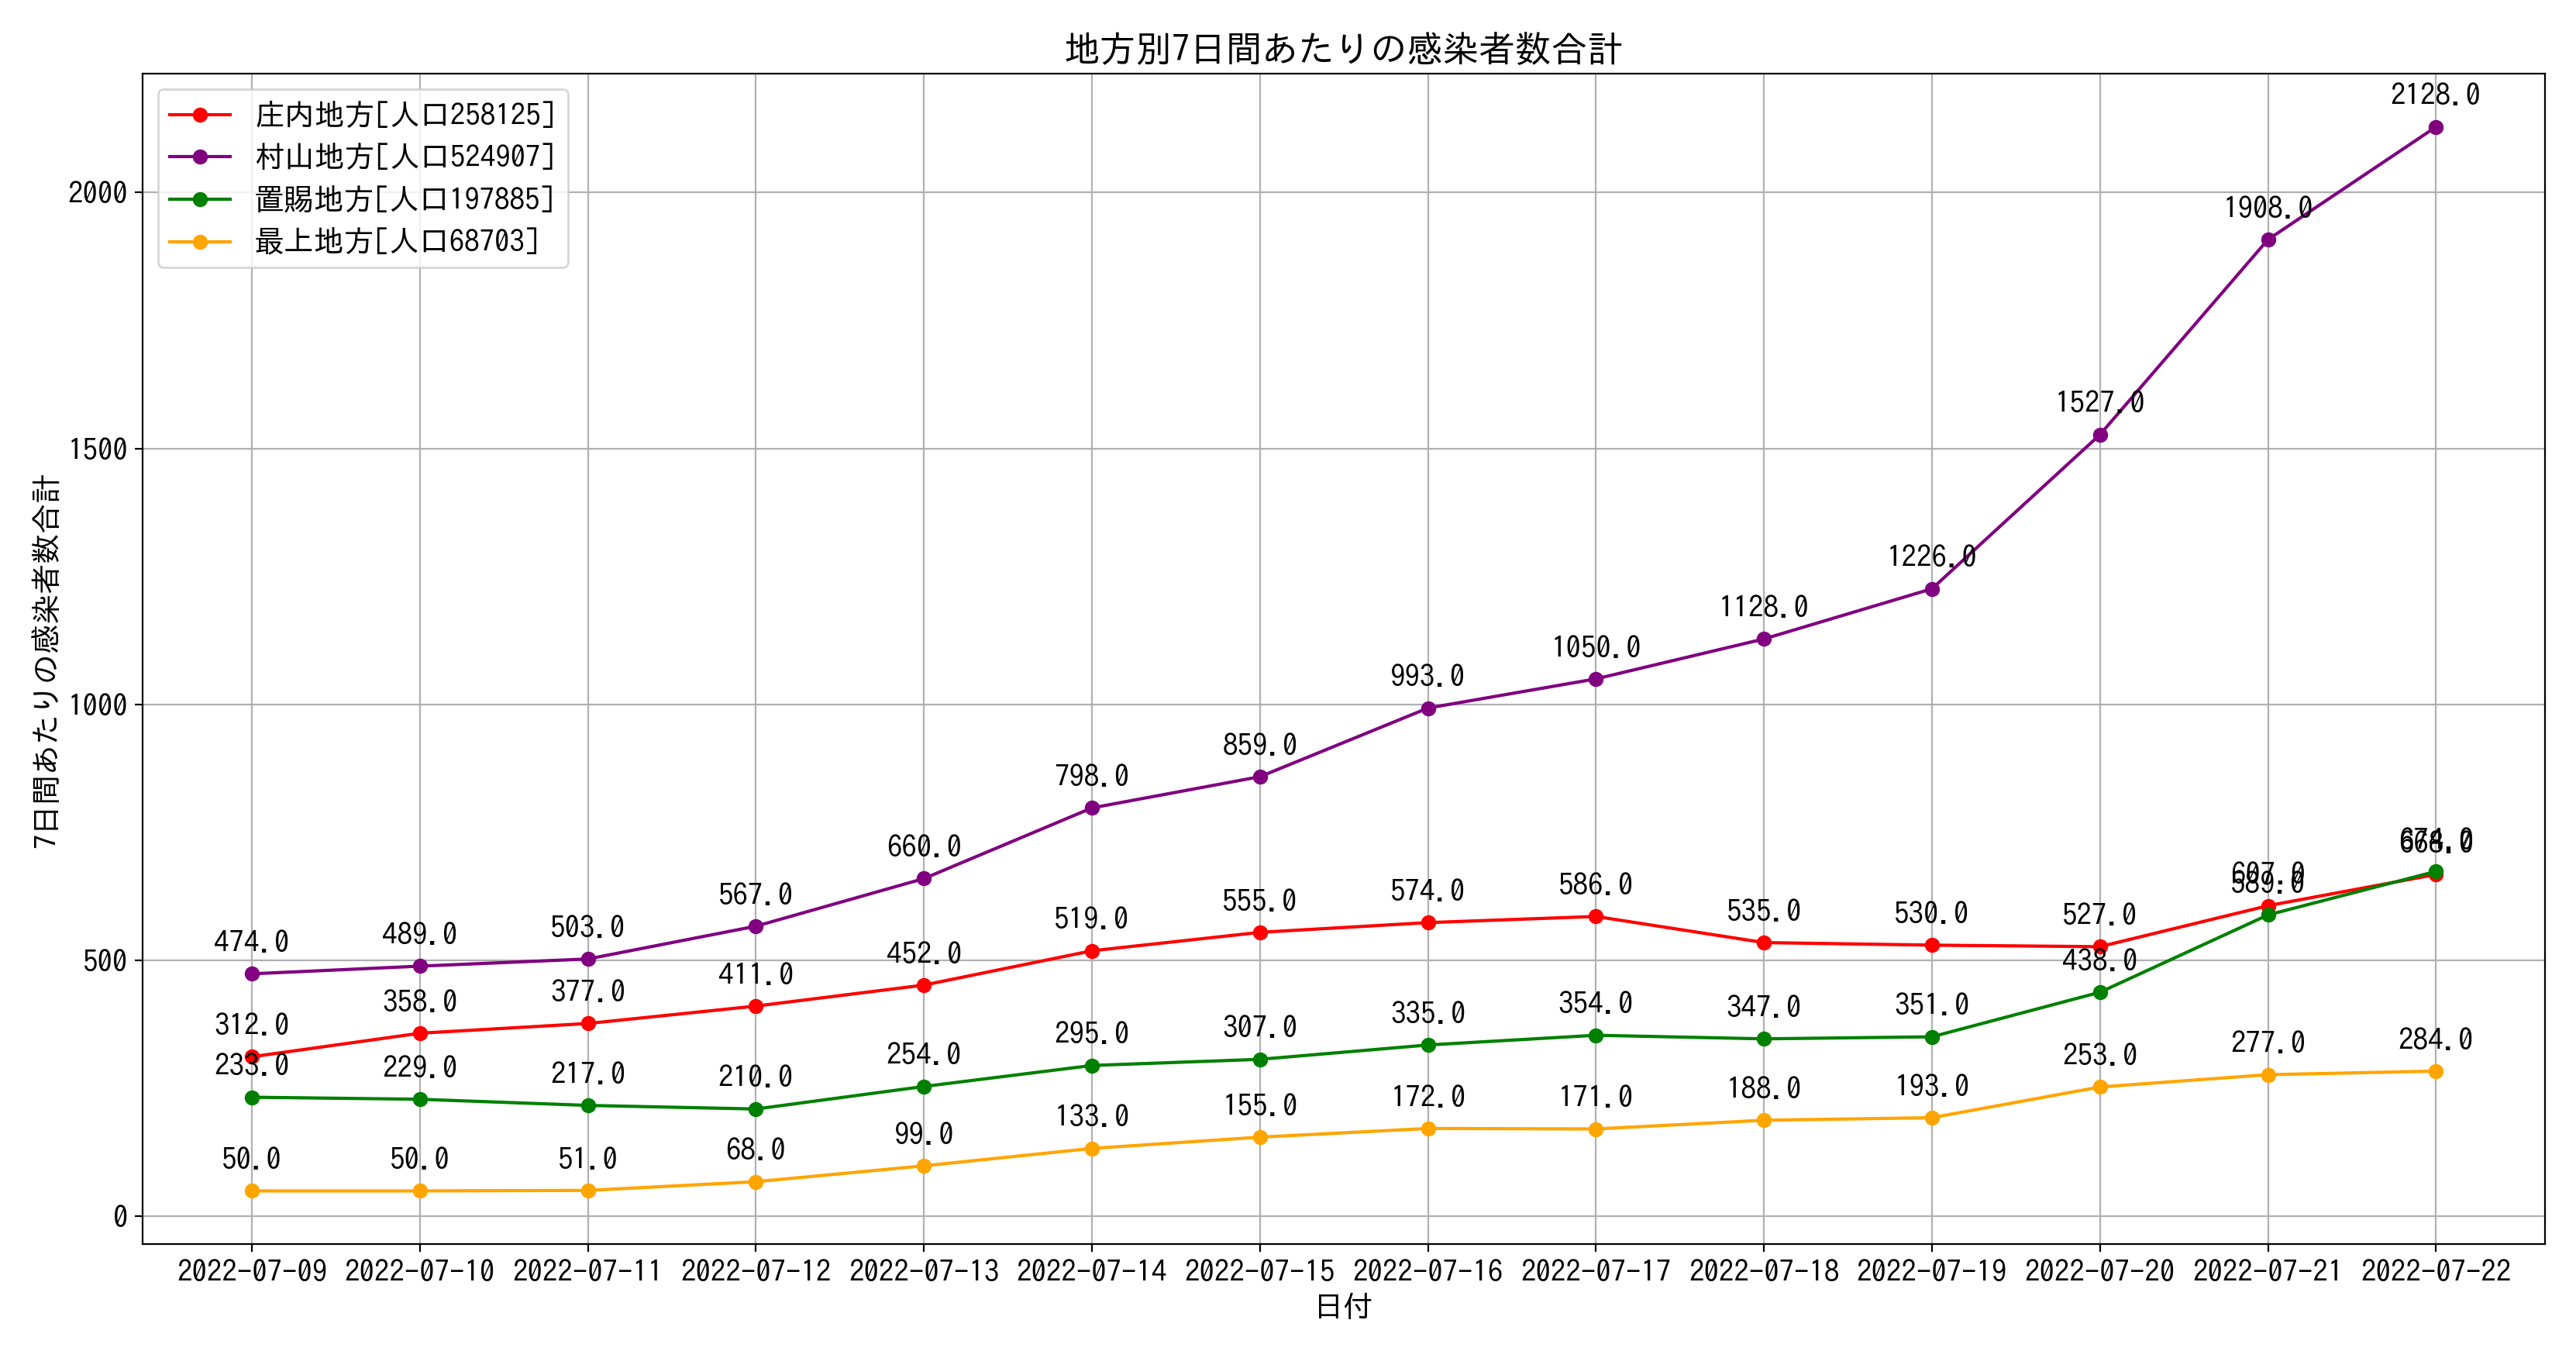 地方別7日間あたりの感染者数合計
庄内地方[人口258125]
村山地方[人口524907]
置賜地方[人口197885]
最上地方[人口68703]
7日間あたりの感染者数合計
2000
1500
1000
500
0
474.0 489.0 503.0 567.0 660.0 798.0 859.0 993.0 1050.0 1128.0 1226.0 1527.0 1908.0 2128.0
312.0 358.0 377.0 411.0 452.0 519.0 555.0 574.0 586.0 535.0 530.0 527.0 607.0 668.0
233.0 229.0 217.0 210.0 254.0 295.0 307.0 335.0 354.0 347.0 351.0 438.0 589.0 674.0
50.0 50.0 51.0 68.0 99.0 133.0 155.0 172.0 171.0 188.0 193.0 253.0 277.0 284.0
2022-07-09 2022-07-10 2022-07-11 2022-07-12 2022-07-13 2022-07-14 2022-07-15 2022-07-16 2022-07-17 2022-07-18 2022-07-19 2022-07-20 2022-07-21 2022-07-22
日付